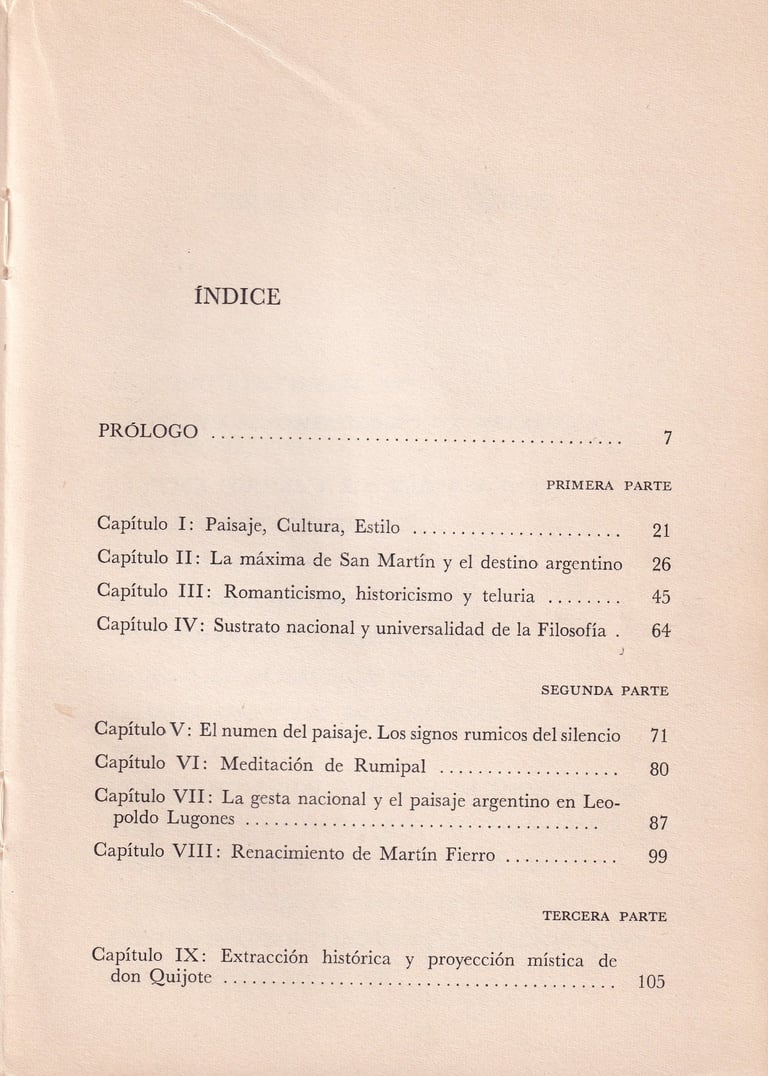 ÍNDICE
PRÓLOGO ........................................... 7
PRIMERA PARTE
Capítulo I: Paisaje, Cultura, Estilo ...................... 21
Capítulo II: La máxima de San Martín y el destino argentino 26
Capítulo III: Romanticismo, historicismo y teluria ........ 45
Capítulo IV: Sustrato nacional y universalidad de la Filosofía . 64
SEGUNDA PARTE
Capítulo V: El numen del paisaje. Los signos rumicos del silencio 71
Capítulo VI: Meditación de Rumipal ................... 80
Capítulo VII: La gesta nacional y el paisaje argentino en Leo-
poldo Lugones ..................................... 87
Capítulo VIII: Renacimiento de Martín Fierro ............ 99
TERCERA PARTE
Capítulo IX: Extracción histórica y proyección mística de
don Quijote ......................................... 105